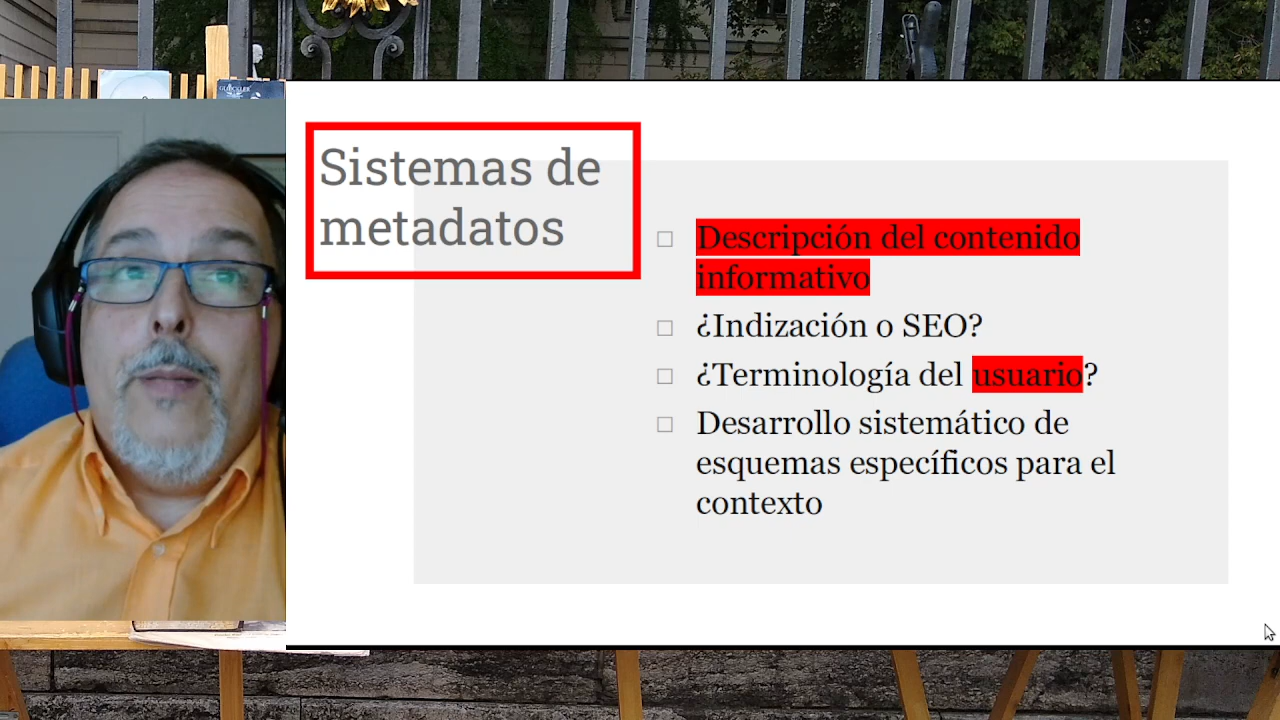 Sistemas de
metadatos
Descripción del contenido
informativo
¿Indización o SEO?
¿Terminología del usuario?
Desarrollo sistemático de
esquemas específicos para el
contexto